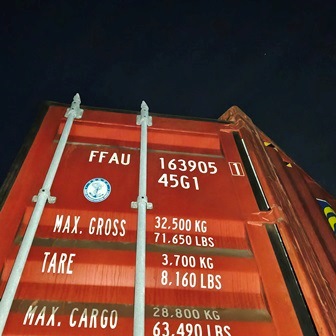 FFAU 163905 1
45G1
MAX. GROSS 32.500 KG
71.650 LBS
TARE 3.700 KG
8,160 LBS
MAX. CARGO 28,800 KG
63,490 LBS